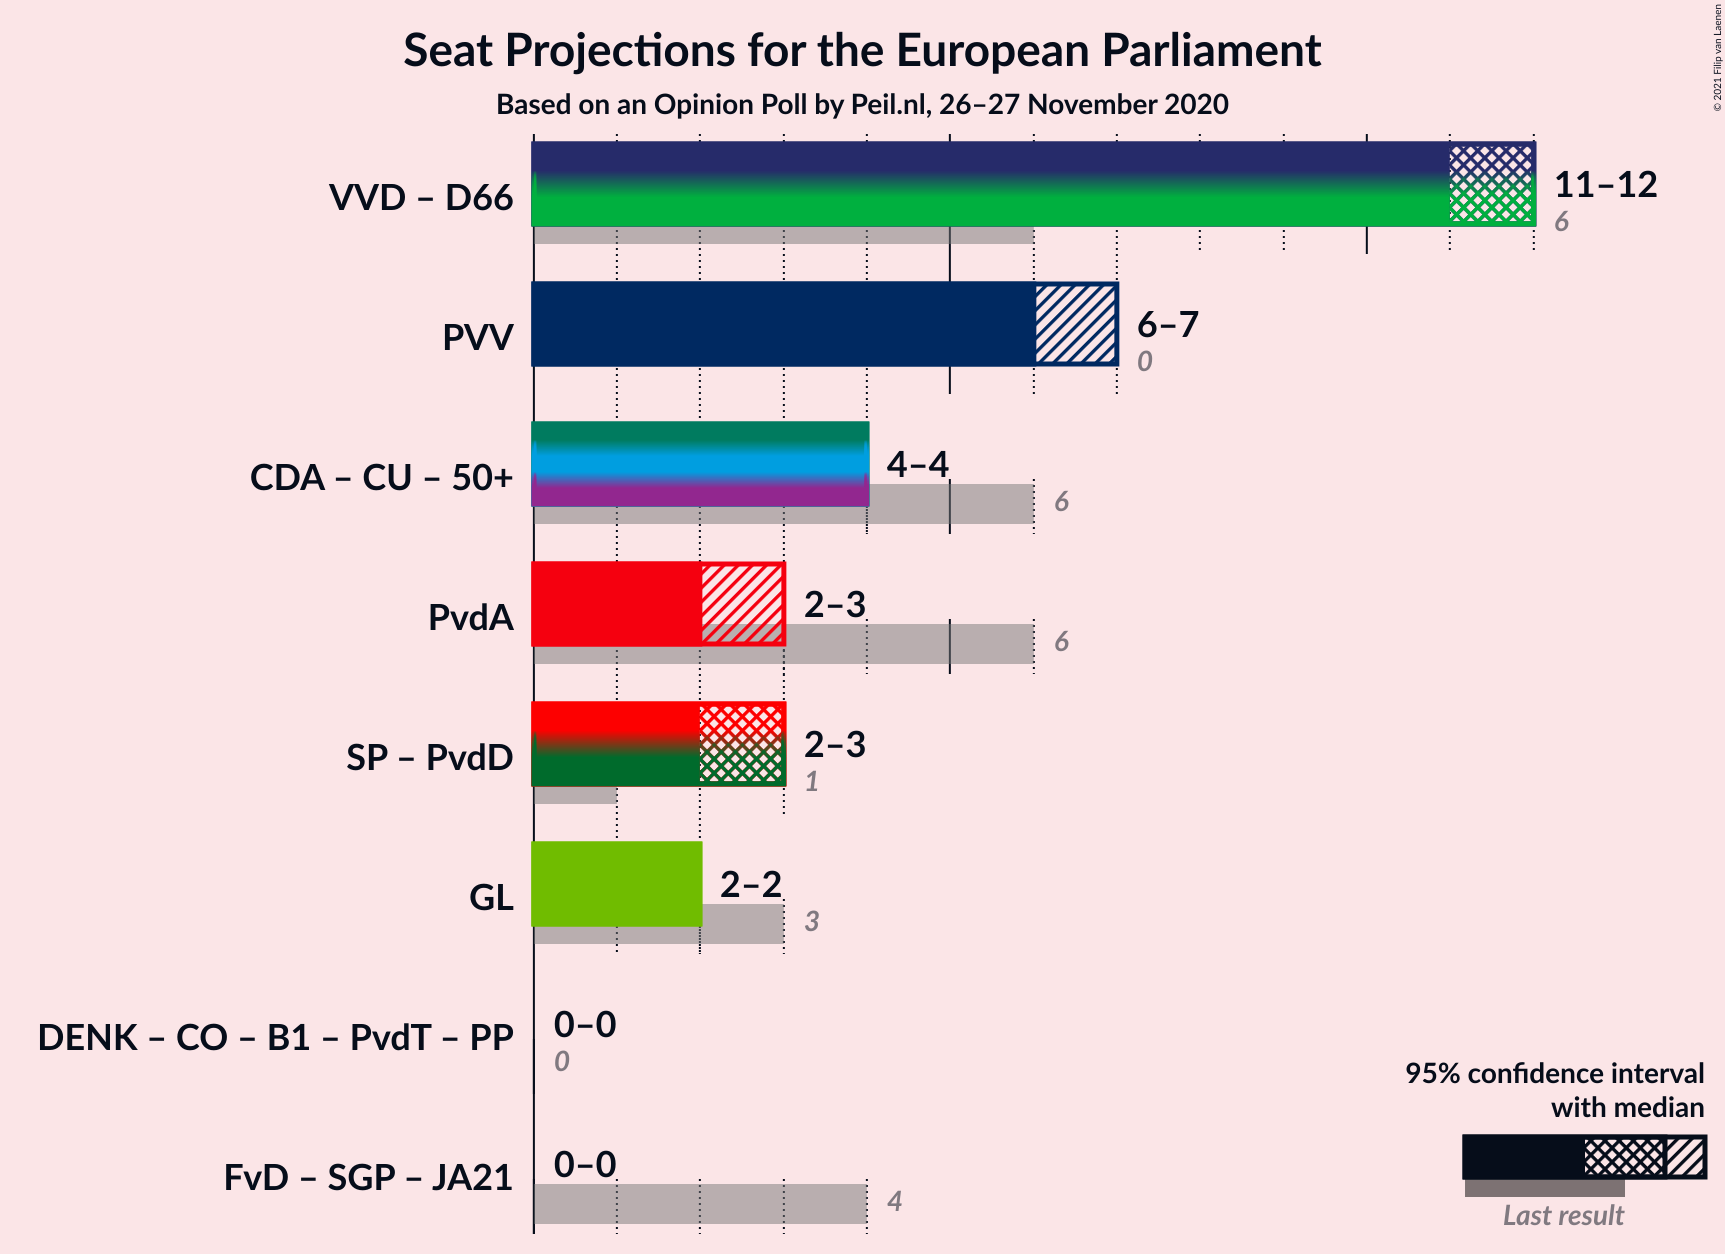 Seat Projections for the European Parliament
Based on an Opinion Poll by Peil.nl, 26–27 November 2020
© 2021 Filip van Laenen
VVD – D66
11–12
6
PVV
6–7
0
CDA – CU – 50+
4–4
6
PvdA
2–3
6
SP – PvdD
2–3
1
GL
2–2
3
DENK – CO – B1 – PvdT – PP
0–0
0
FvD – SGP – JA21
0–0
4
95% confidence interval
with median
Last result